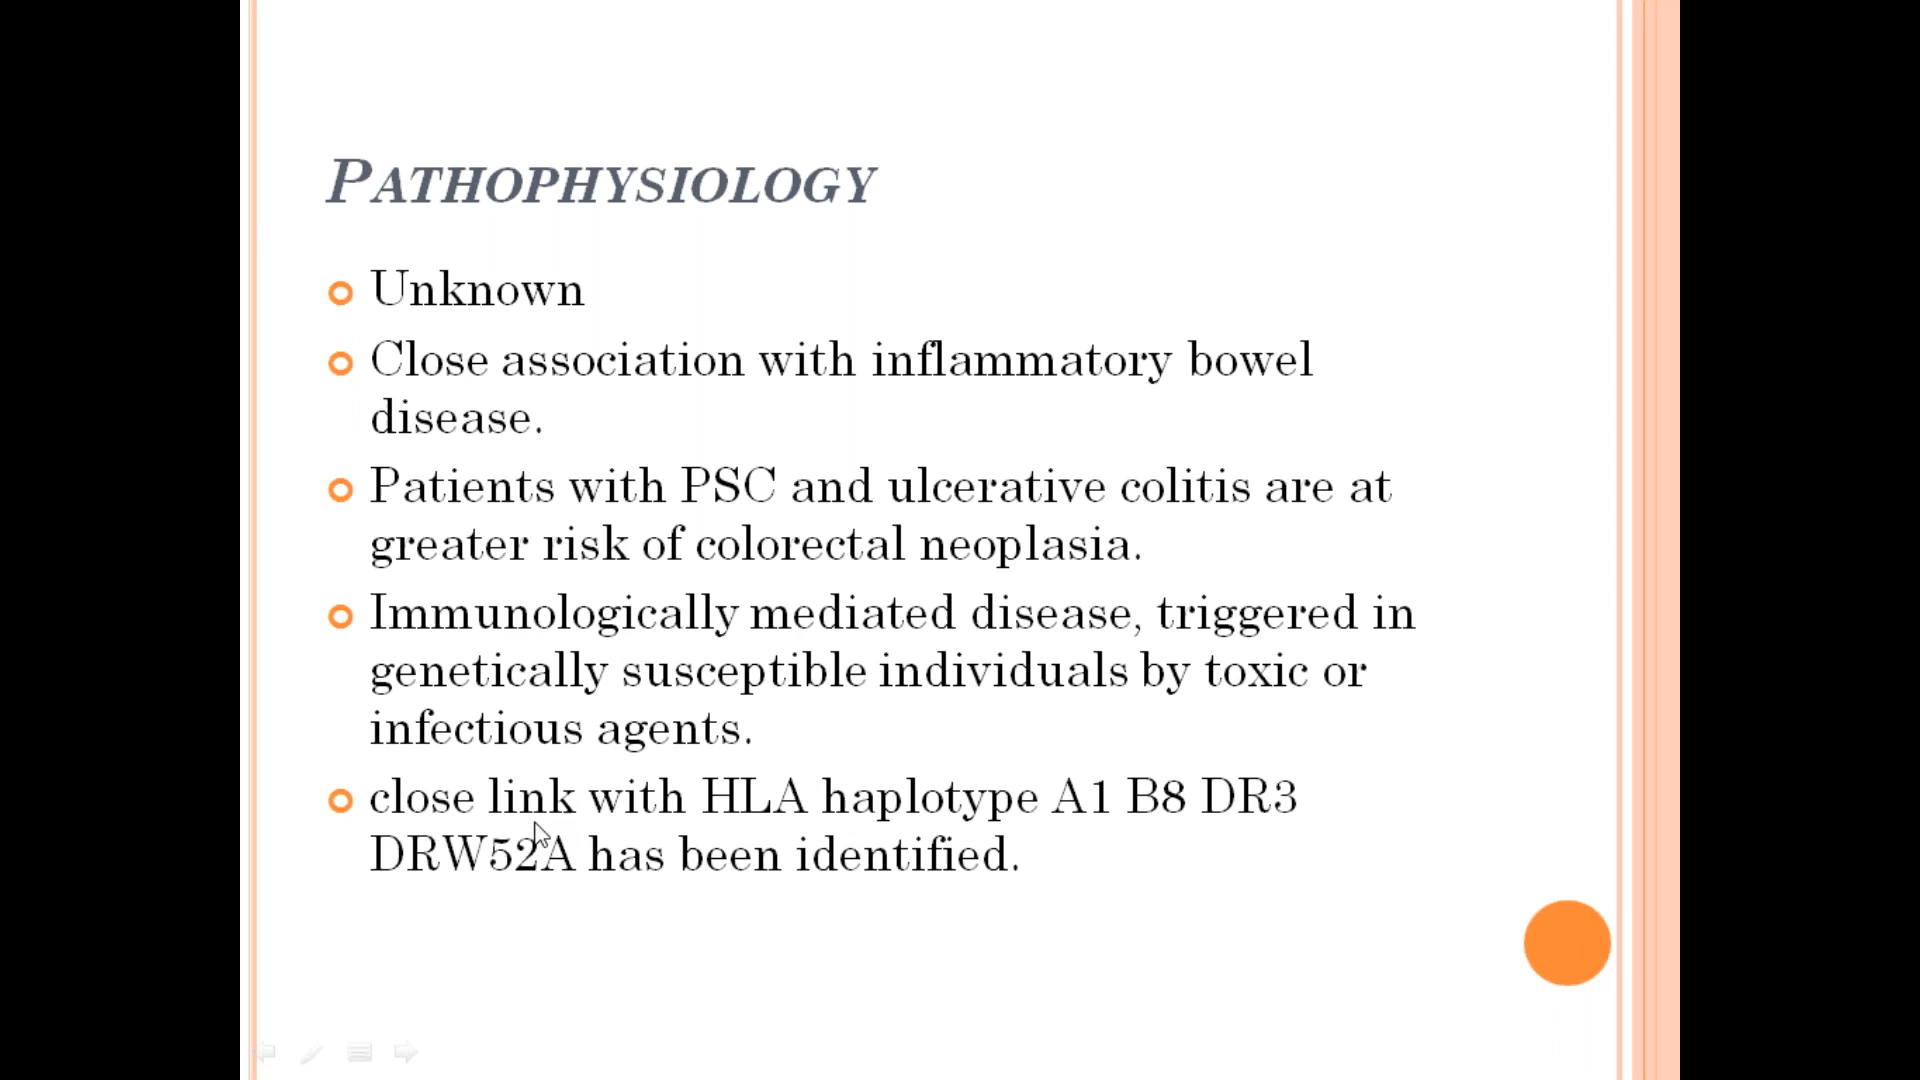 PATHOPHYSIOLOGY
Unknown
Close association with inflammatory bowel
disease.
Patients with PSC and ulcerative colitis are at
greater risk of colorectal neoplasia.
Immunologically mediated disease, triggered in
genetically susceptible individuals by toxic or
infectious agents.
close link with HLA haplotype A1 B8 DR3
DRW52A has been identified.